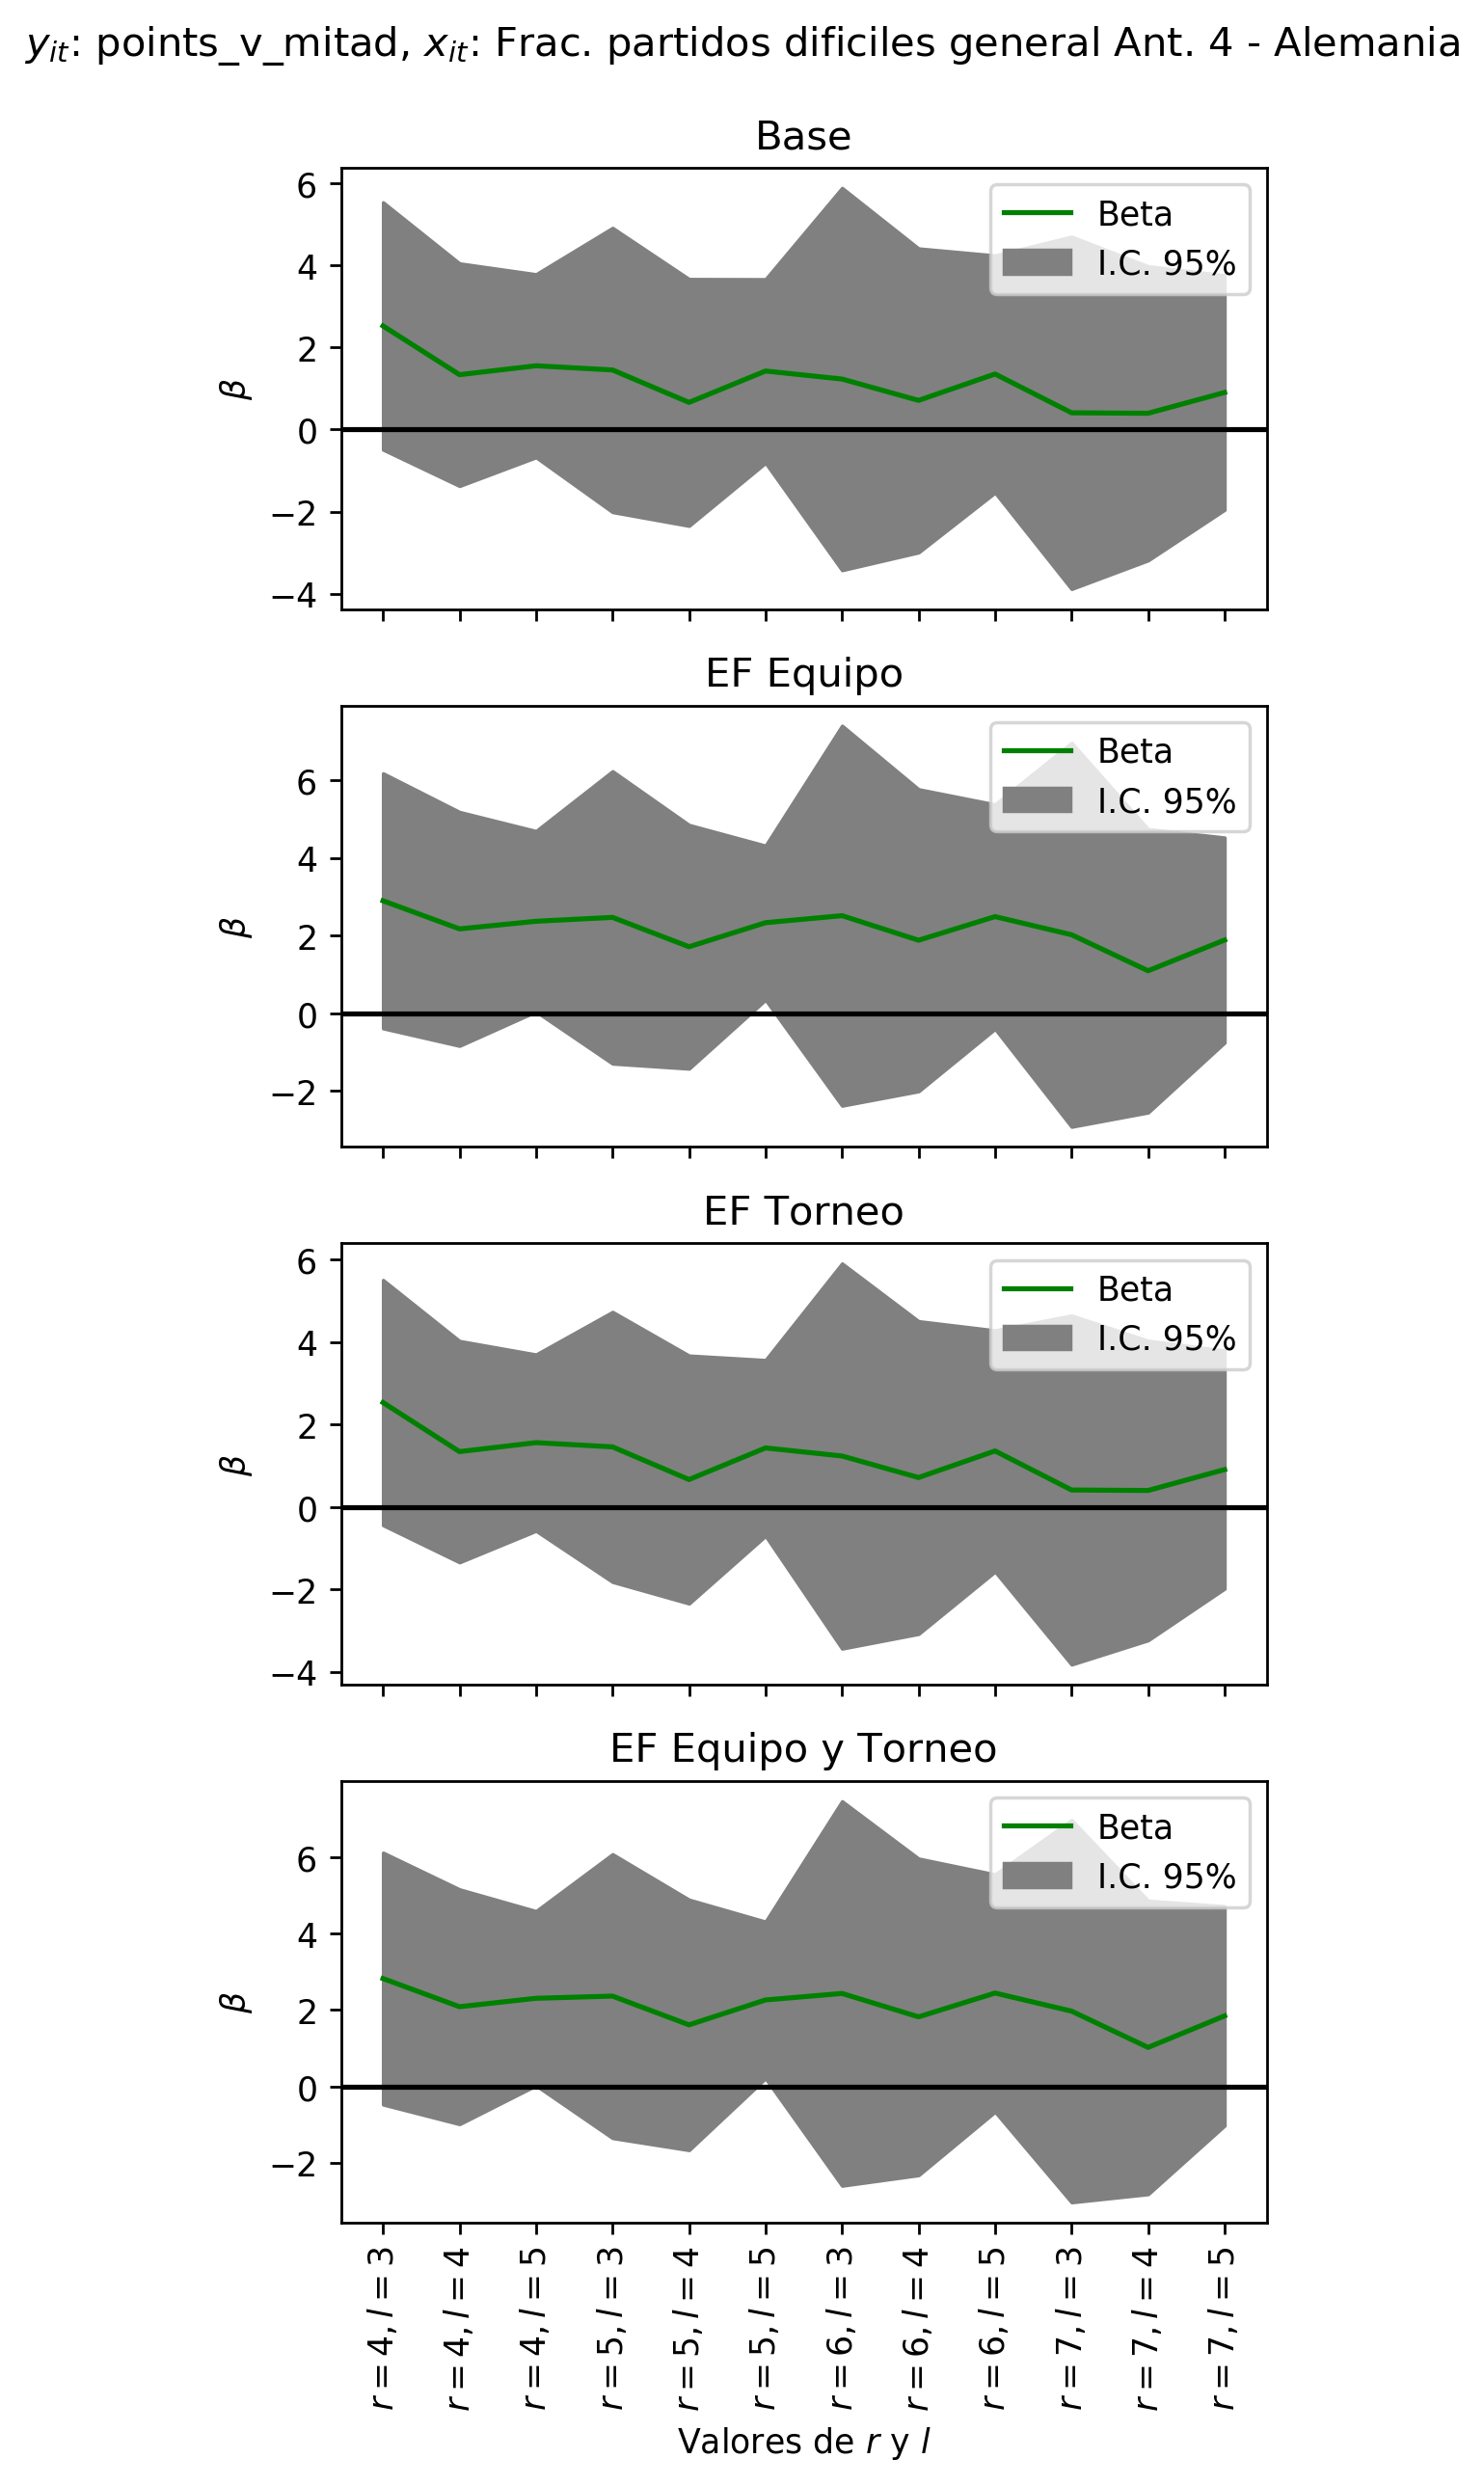 y_it: points_v_mitad, x_it: Frac. partidos dificiles general Ant. 4 - Alemania
Base
6
4
2
0
−2
−4
β
Beta
I.C. 95%
EF Equipo
6
4
2
0
−2
β
Beta
I.C. 95%
EF Torneo
6
4
2
0
−2
−4
β
Beta
I.C. 95%
EF Equipo y Torneo
6
4
2
0
−2
β
Beta
I.C. 95%
r = 4, l = 3
r = 4, l = 4
r = 4, l = 5
r = 5, l = 3
r = 5, l = 4
r = 5, l = 5
r = 6, l = 3
r = 6, l = 4
r = 6, l = 5
r = 7, l = 3
r = 7, l = 4
r = 7, l = 5
Valores de r y l